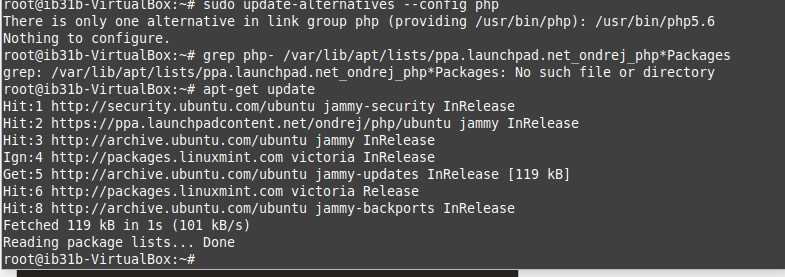 root@ib31b-VirtualBox:~# sudo update-alternatives --config php
There is only one alternative in link group php (providing /usr/bin/php): /usr/bin/php5.6
Nothing to configure.
root@ib31b-VirtualBox:~# grep php- /var/lib/apt/lists/ppa.launchpad.net_ondrej_php*Packages
grep: /var/lib/apt/lists/ppa.launchpad.net_ondrej_php*Packages: No such file or directory
root@ib31b-VirtualBox:~# apt-get update
Hit:1 http://security.ubuntu.com/ubuntu jammy-security InRelease
Hit:2 https://ppa.launchpadcontent.net/ondrej/php/ubuntu jammy InRelease
Hit:3 http://archive.ubuntu.com/ubuntu jammy InRelease
Ign:4 http://packages.linuxmint.com victoria InRelease
Get:5 http://archive.ubuntu.com/ubuntu jammy-updates InRelease [119 kB]
Hit:6 http://packages.linuxmint.com victoria Release
Hit:8 http://archive.ubuntu.com/ubuntu jammy-backports InRelease
Fetched 119 kB in 1s (101 kB/s)
Reading package lists... Done
root@ib31b-VirtualBox:~#